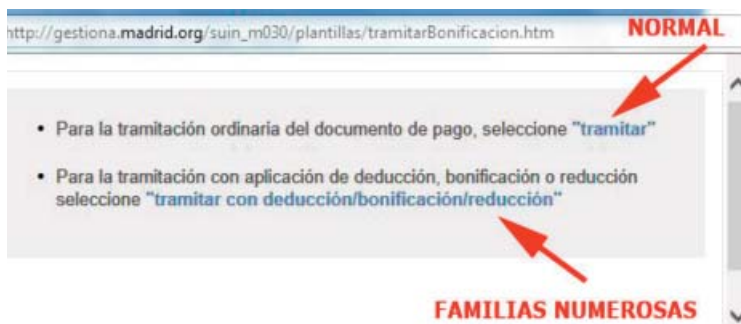 http://gestiona.madrid.org/suin_m030/plantillas/tramitarBonificacion.htm
NORMAL
• Para la tramitación ordinaria del documento de pago, seleccione "tramitar"
• Para la tramitación con aplicación de deducción, bonificación o reducción
seleccione "tramitar con deducción/bonificación/reducción"
FAMILIAS NUMEROSAS